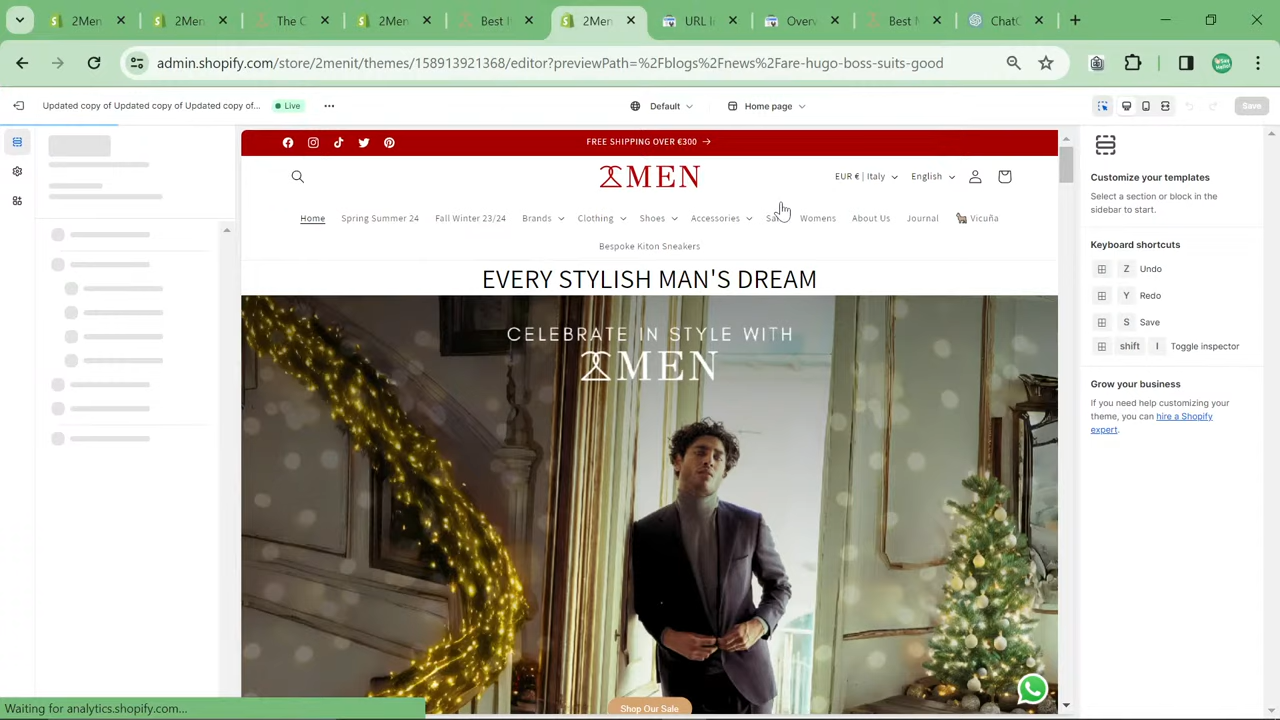 2Men
2Men
Best I
2Men
URL I
Overv
Best M
ChatG
admin.shopify.com/store/2menit/themes/158913921368/editor?previewPath=%2Fblogs%2Fnews%2Fare-hugo-boss-suits-good
Updated copy of Updated copy of Updated copy of...
Live
Default
Home page
Save
FREE SHIPPING OVER €300
2MEN
EUR € | Italy
English
Home
Spring Summer 24
Fall Winter 23/24
Brands
Clothing
Shoes
Accessories
Womens
About Us
Journal
Vicuña
Bespoke Kiton Sneakers
EVERY STYLISH MAN'S DREAM
CELEBRATE IN STYLE WITH
2MEN
Shop Our Sale
Customize your templates
Select a section or block in the
sidebar to start.
Keyboard shortcuts
Z Undo
Y Redo
S Save
shift I Toggle inspector
Grow your business
If you need help customizing your
theme, you can hire a Shopify
expert.
Waiting for analytics.shopify.com...